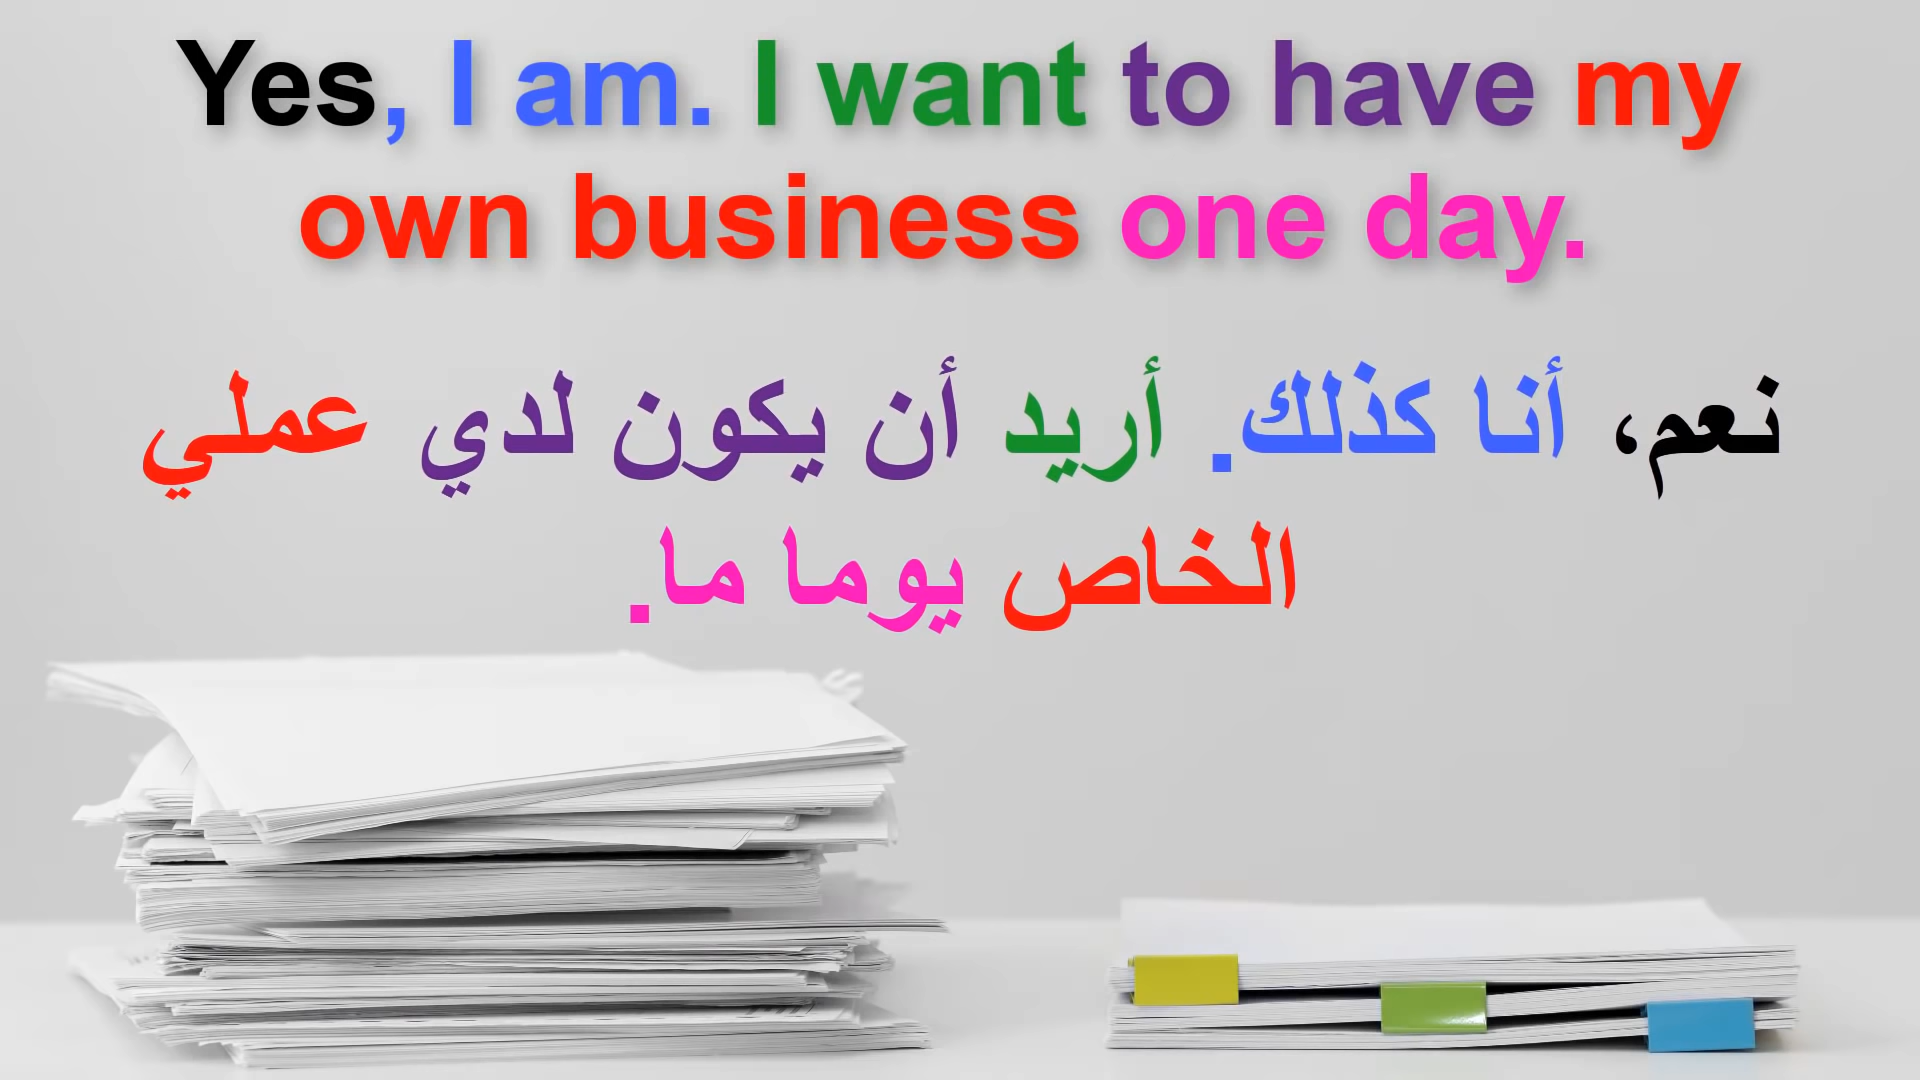 Yes, I am. I want to have my
own business one day.
نعم، أنا كذلك. أريد أن يكون لدي عملي
الخاص يوما ما.